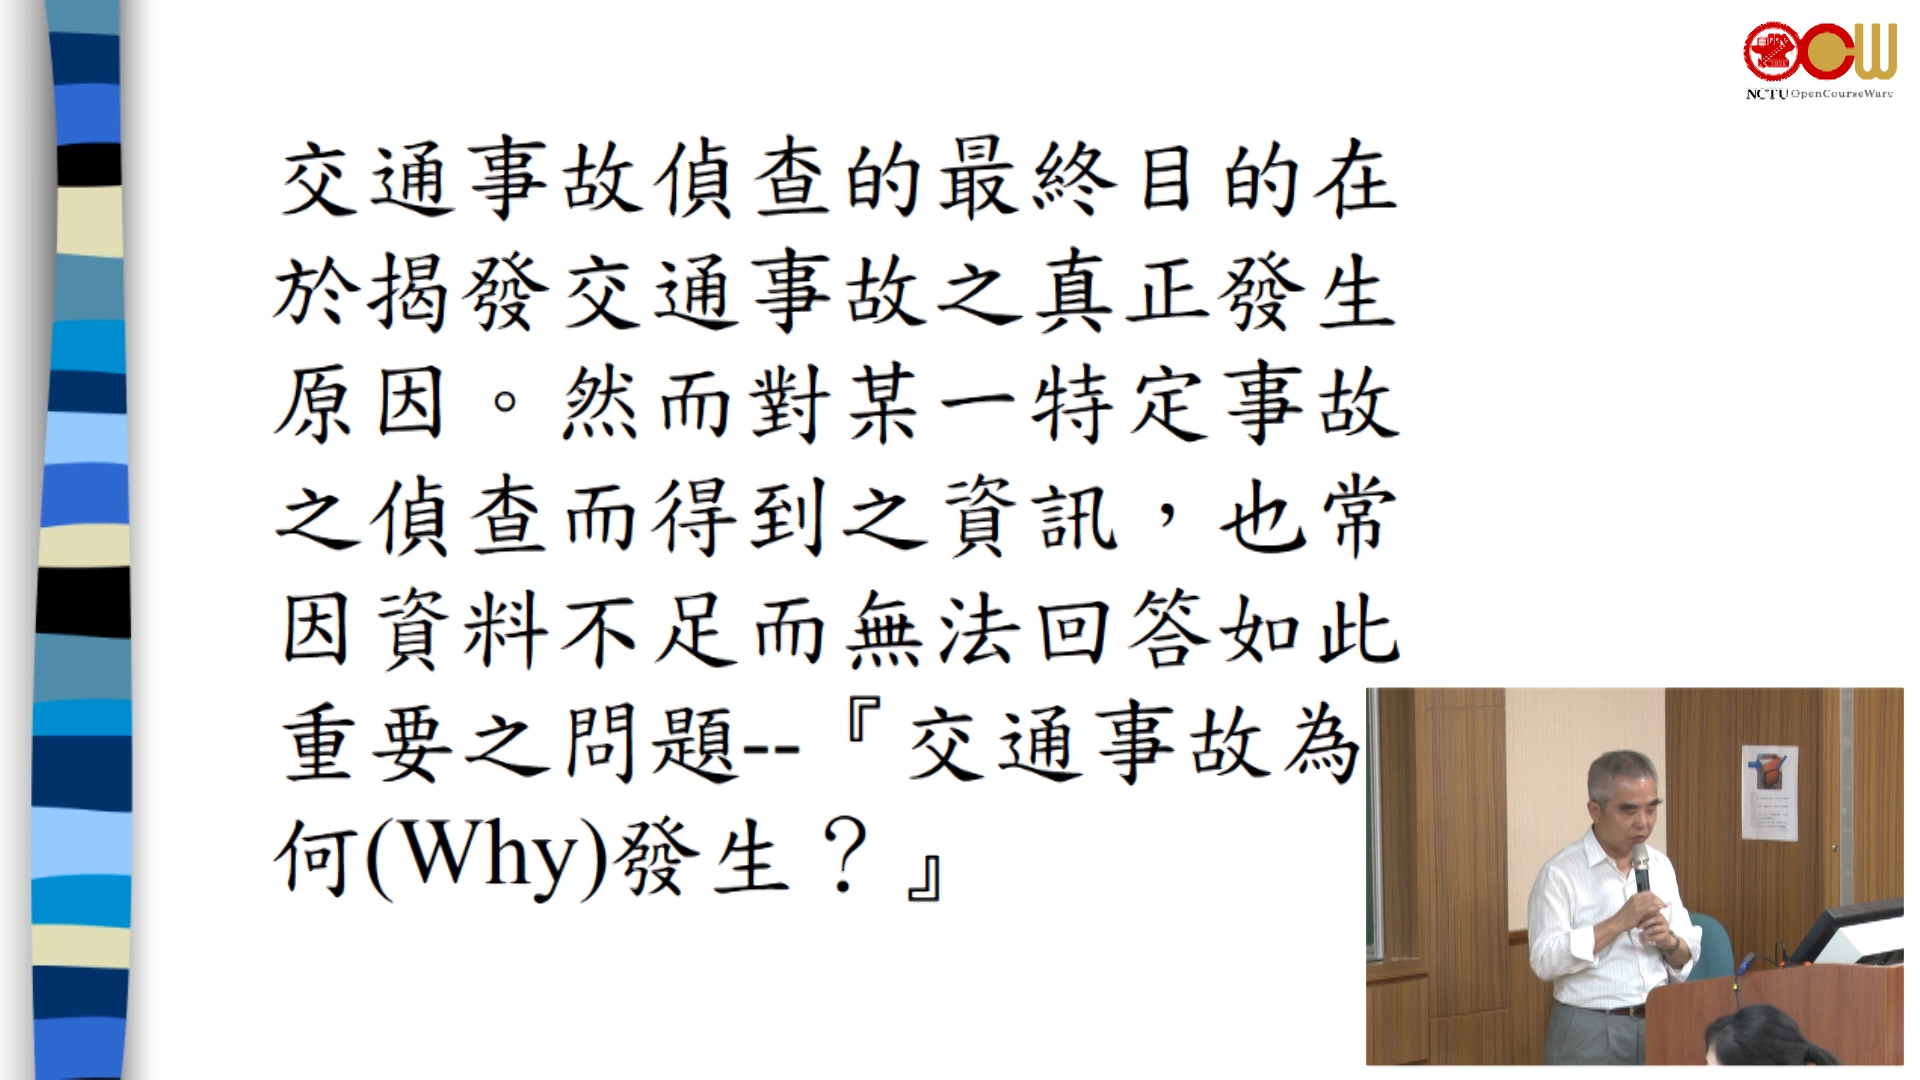 NCTU OpenCourseWare
交通事故偵查的最終目的在
於揭發交通事故之真正發生
原因。然而對某一特定事故
之偵查而得到之資訊，也常
因資料不足而無法回答如此
重要之問題--『交通事故為
何(Why)發生？』